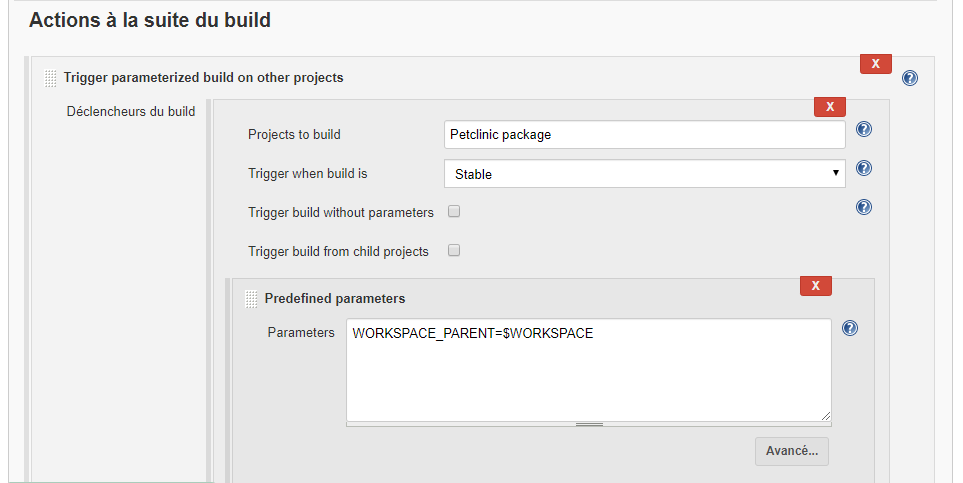 Actions à la suite du build
X
Trigger parameterized build on other projects
?
Déclencheurs du build
X
Projects to build
Petclinic package
?
Trigger when build is
Stable
?
Trigger build without parameters
?
Trigger build from child projects
X
Predefined parameters
Parameters
WORKSPACE_PARENT=$WORKSPACE
?
Avancé...